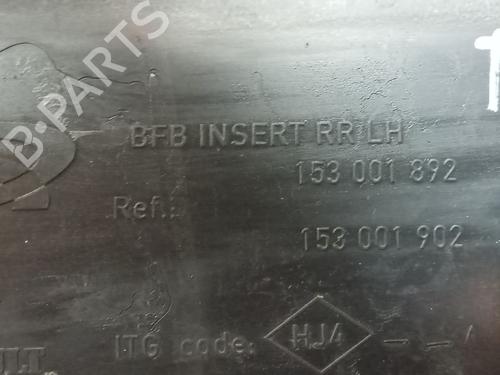 B-PARTS
BFB INSERT RR LH
153 001 892
Ref.:
153 001 902
ITG code: HJ4 - - A